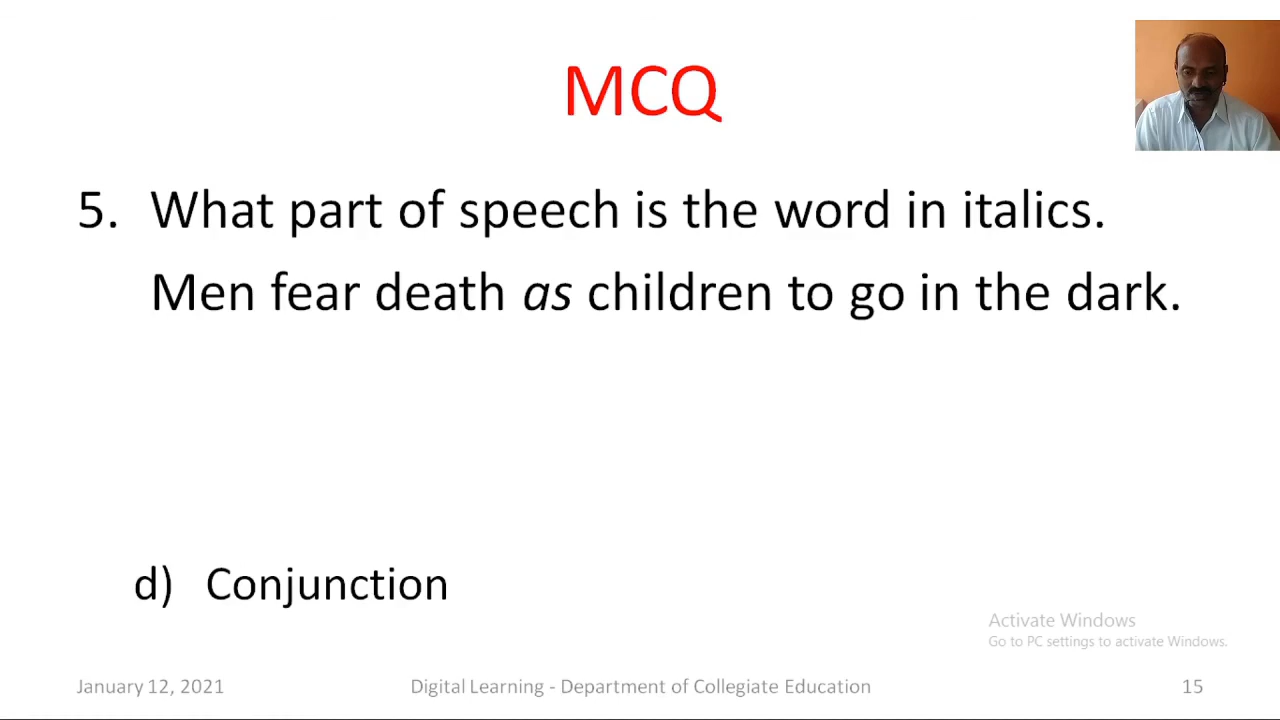 MCQ
5. What part of speech is the word in italics.
Men fear death as children to go in the dark.
d) Conjunction
Activate Windows
Go to PC settings to activate Windows.
January 12, 2021 Digital Learning - Department of Collegiate Education 15